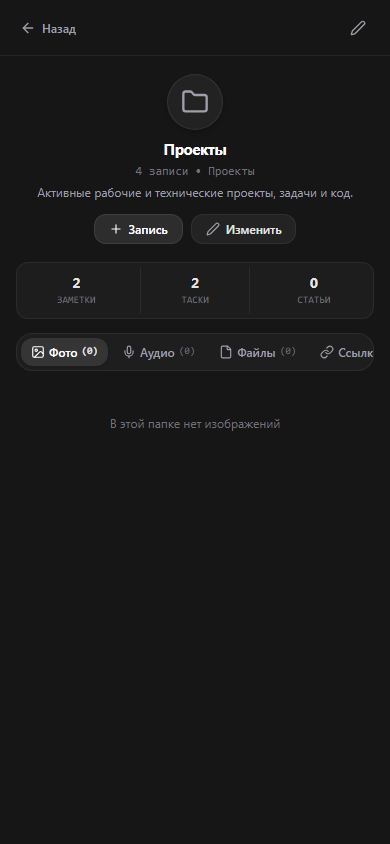 Назад
Проекты
4 записи • Проекты
Активные рабочие и технические проекты, задачи и код.
Запись Изменить
2 2 0
ЗАМЕТКИ ТАСКИ СТАТЬИ
Фото (0) Аудио (0) Файлы (0) Ссылк
В этой папке нет изображений